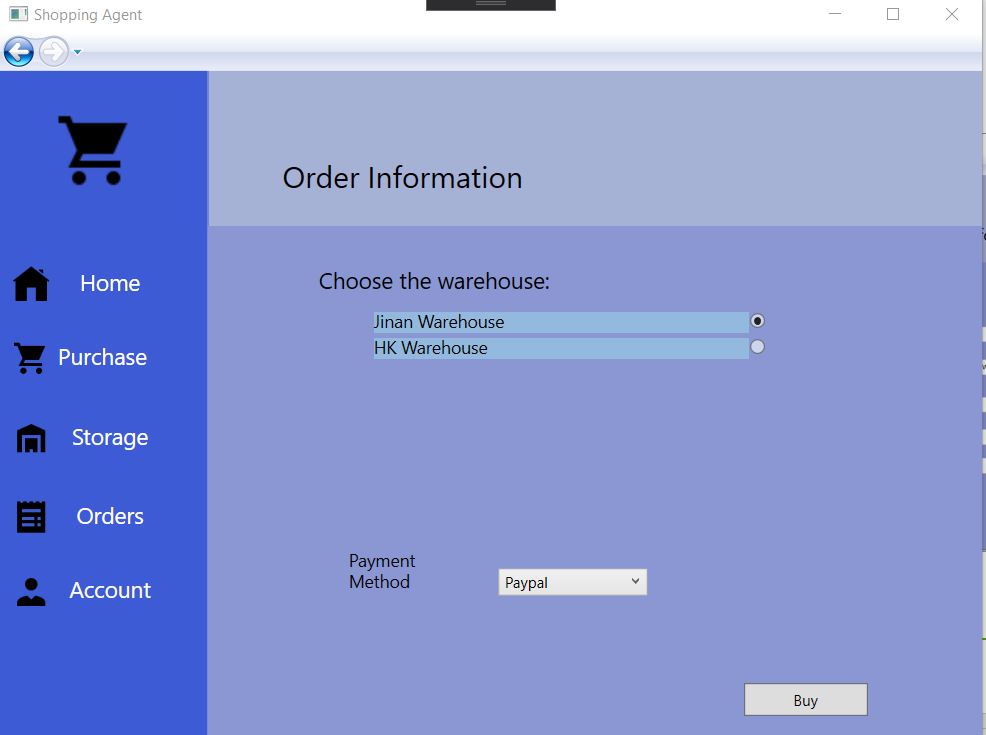 Shopping Agent
Order Information
Home
Purchase
Storage
Orders
Account
Choose the warehouse:
Jinan Warehouse
HK Warehouse
Payment
Method
Paypal
Buy